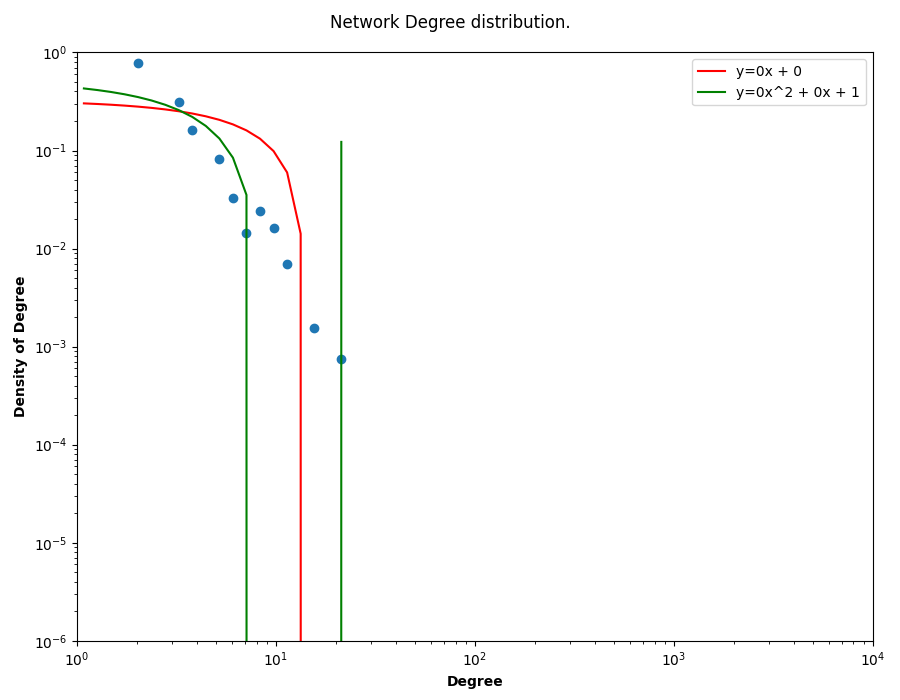 Network Degree distribution.
y=0x + 0
y=0x^2 + 0x + 1
Density of Degree
10^0
10^-1
10^-2
10^-3
10^-4
10^-5
10^-6
10^0 10^1 10^2 10^3 10^4
Degree